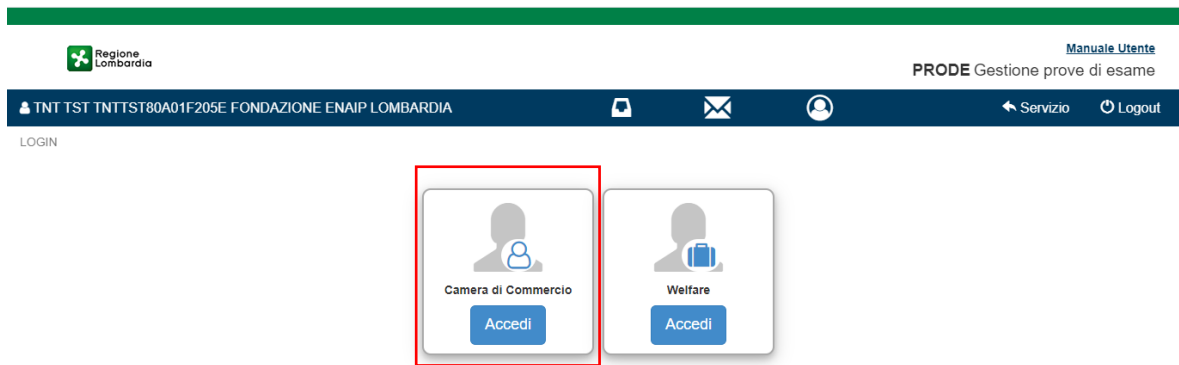 Regione
Lombardia
Manuale Utente
PRODE Gestione prove di esame
TNT TST TNTTST80A01F205E FONDAZIONE ENAIP LOMBARDIA
Servizio
Logout
LOGIN
Camera di Commercio
Accedi
Welfare
Accedi